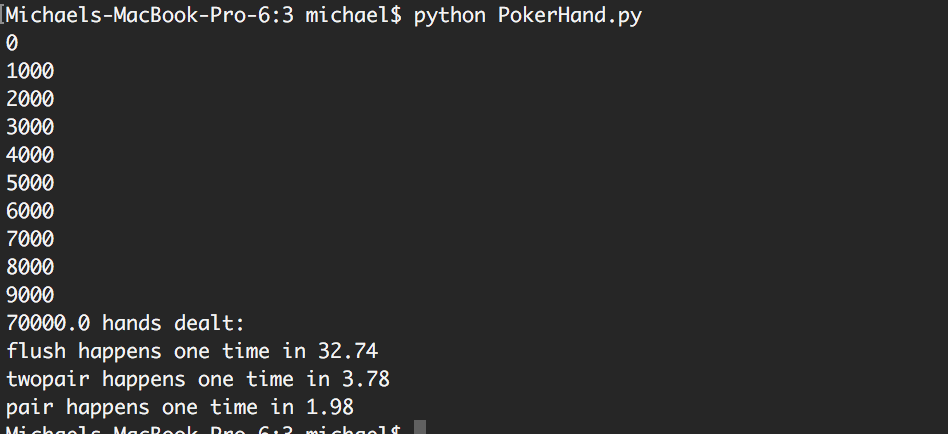 [Michaels-MacBook-Pro-6:3 michael$ python PokerHand.py
0
1000
2000
3000
4000
5000
6000
7000
8000
9000
70000.0 hands dealt:
flush happens one time in 32.74
twopair happens one time in 3.78
pair happens one time in 1.98
Michaels-MacBook-Pro-6:3 michael$